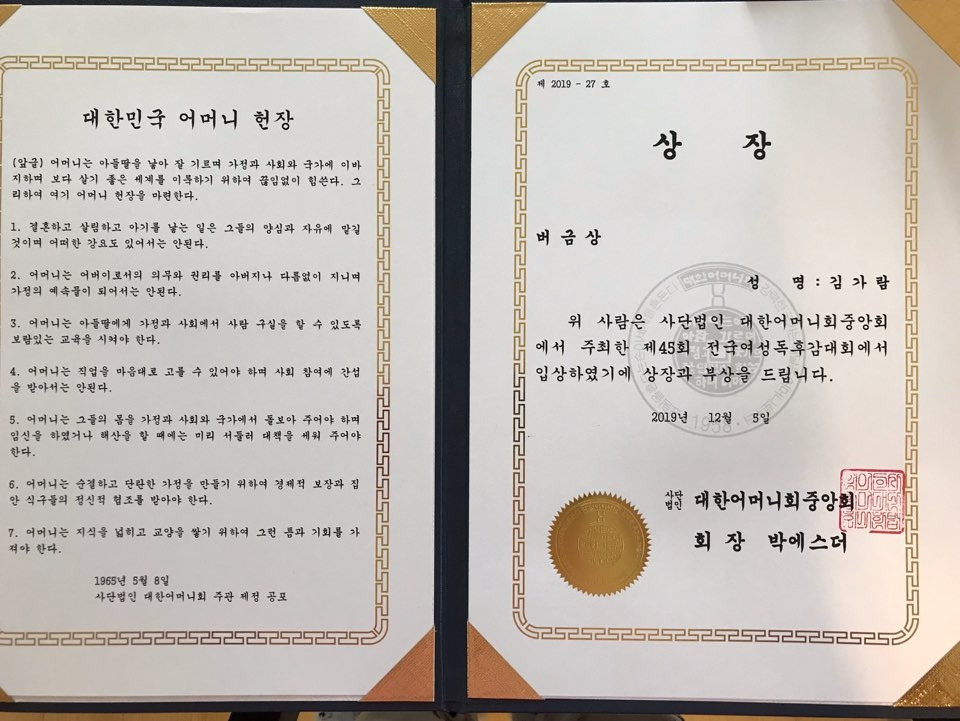 대한민국 어머니 헌장
(앞글) 어머니는 아들딸을 낳아 잘 기르며 가정과 사회와 국가에 이바
지하며 보다 살기 좋은 세계를 이룩하기 위하여 끊임없이 힘쓴다. 그
리하여 여기 어머니 헌장을 마련한다.
1. 결혼하고 살림하고 아기를 낳는 일은 그들의 양심과 자유에 맡길
것이며 어떠한 강요도 있어서는 안된다.
2. 어머니는 어버이로서의 의무와 권리를 아버지나 다름없이 지니며
가정의 예속물이 되어서는 안된다.
3. 어머니는 아들딸에게 가정과 사회에서 사람 구실을 할 수 있도록
보람있는 교육을 시켜야 한다.
4. 어머니는 직업을 마음대로 고를 수 있어야 하며 사회 참여에 간섭
을 받아서는 안된다.
5. 어머니는 그들의 몸을 가정과 사회와 국가에서 돌보아 주어야 하며
임신을 하였거나 해산을 할 때에는 미리 서둘러 대책을 세워 주어야
한다.
6. 어머니는 순결하고 단란한 가정을 만들기 위하여 경제적 보장과 집
안 식구들의 정신적 협조를 받아야 한다.
7. 어머니는 지식을 넓히고 교양을 쌓기 위하여 그런 틈과 기회를 가
져야 한다.
1965년 5월 8일
사단법인 대한어머니회 주관 제정 공포
제 2019 - 27 호
상 장
버금상
성 명 : 김가람
위 사람은 사단법인 대한어머니회중앙회
에서 주최한 제45회 전국여성독후감대회에서
입상하였기에 상장과 부상을 드립니다.
2019년 12월 5일
1958
사단
법인 대한어머니회중앙회
회 장 박에스더